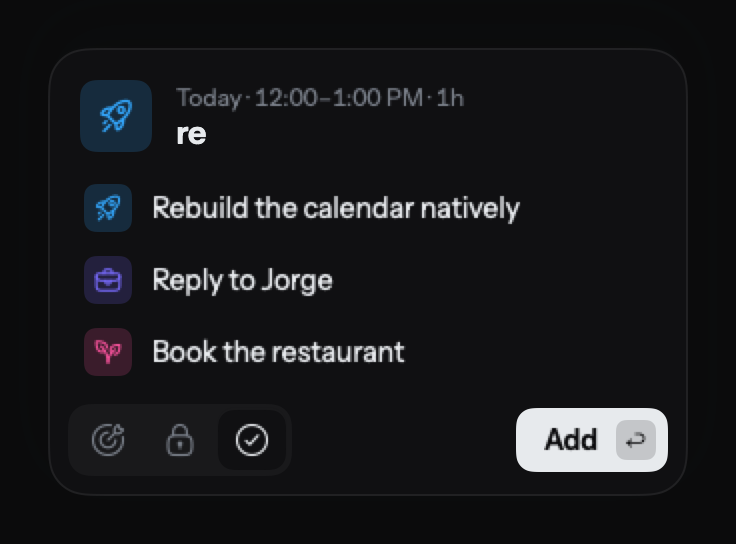 Today · 12:00–1:00 PM · 1h
re
Rebuild the calendar natively
Reply to Jorge
Book the restaurant
Add